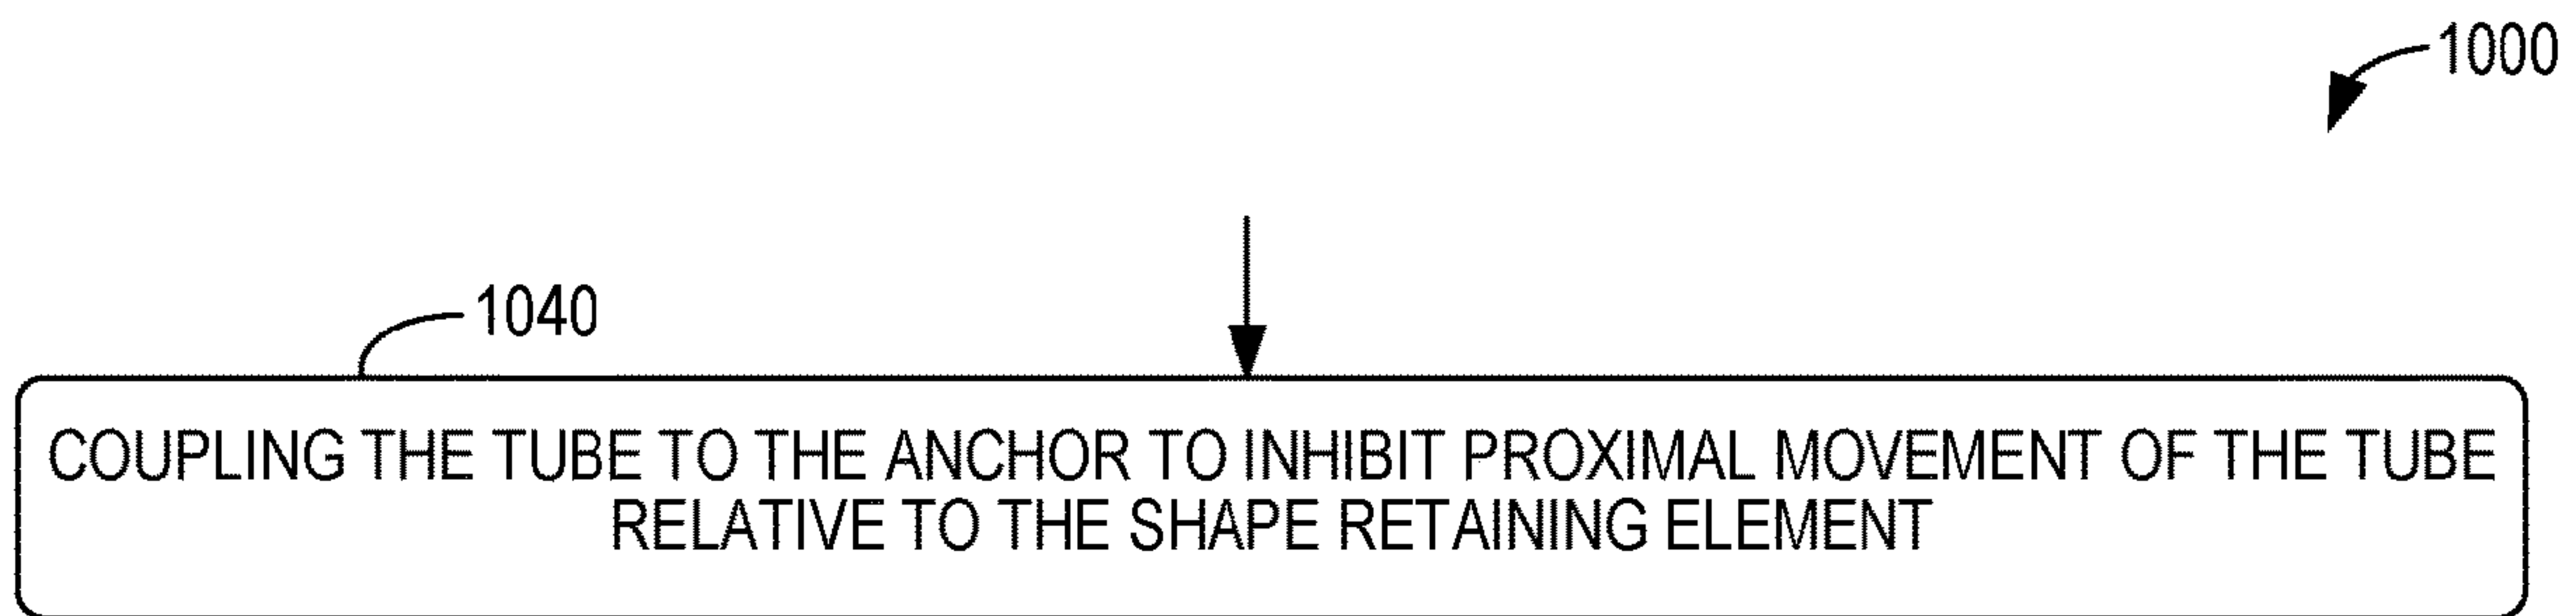 1000
1040
COUPLING THE TUBE TO THE ANCHOR TO INHIBIT PROXIMAL MOVEMENT OF THE TUBE
RELATIVE TO THE SHAPE RETAINING ELEMENT